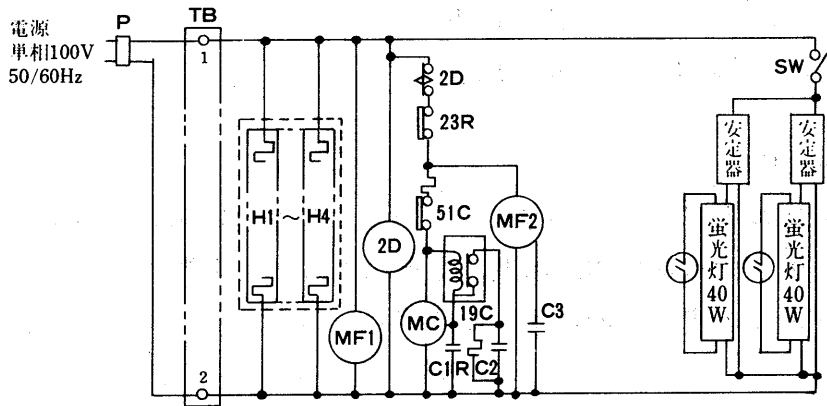 電源
単相100V
50/60Hz
P
TB
1
SW
2D
23R
安定器
安定器
H1~H4
51C
MF2
2D
蛍光灯40W
蛍光灯40W
19C
MC
C3
MF1
C1
R
C2
2